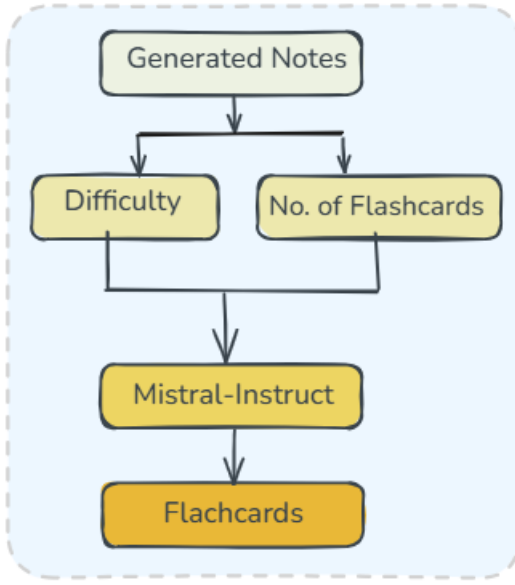 Generated Notes
Difficulty
No. of Flashcards
Mistral-Instruct
Flachcards